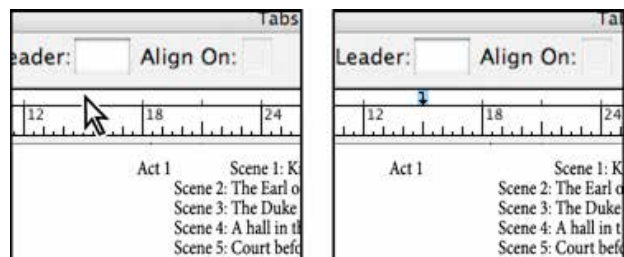 Tabs
eader: Align On:
12 18 24
Act 1 Scene 1: K
Scene 2: The Earl o
Scene 3: The Duke
Scene 4: A hall in th
Scene 5: Court befo
Tab
Leader: Align On:
12 18 24
Act 1 Scene 1: K
Scene 2: The Earl o
Scene 3: The Duke
Scene 4: A hall in t
Scene 5: Court befo